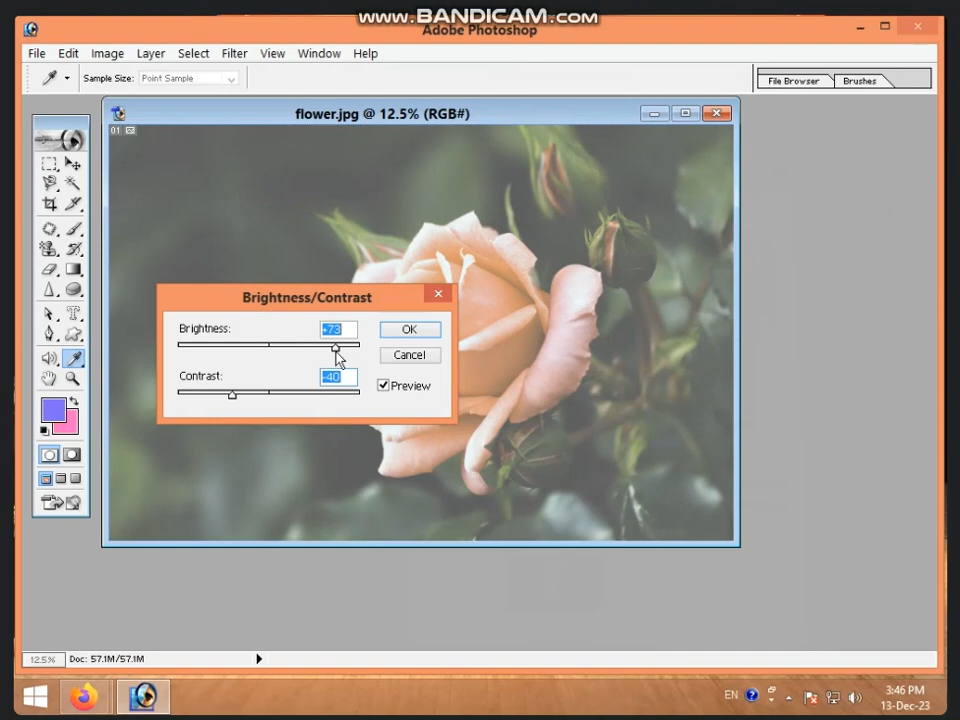 www.BANDICAM.com
Adobe Photoshop
File Edit Image Layer Select Filter View Window Help
Sample Size: Point Sample
File Browser Brushes
flower.jpg @ 12.5% (RGB#)
01
Brightness/Contrast
Brightness: +73 OK
Cancel
Contrast: -40
Preview
12.5% Doc: 57.1M/57.1M
EN
3:46 PM
13-Dec-23